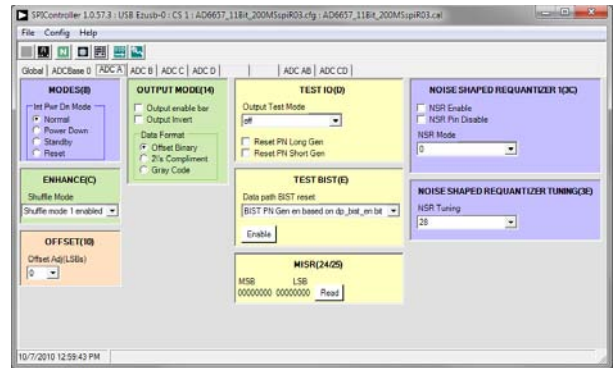 SPIController 1.0.57.3 : USB Ezusb-0 : CS 1 : AD6657_11Bit_200MSspiR03.cfg : AD6657_11Bit_200MSspiR03.cal
File Config Help
Global ADCBase 0 ADC A ADC B ADC C ADC D ADC AB ADC CD
MODES(8)
Int Pwr Dn Mode
Normal
Power Down
Standby
Reset
ENHANCE(C)
Shuffle Mode
Shuffle mode 1 enabled
OFFSET(10)
Offset Adj(LSBs)
0
OUTPUT MODE(14)
Output enable bar
Output Invert
Data Format
Offset Binary
2's Compliment
Gray Code
TEST IO(D)
Output Test Mode
off
Reset PN Long Gen
Reset PN Short Gen
TEST BIST(E)
Data path BIST reset
BIST PN Gen en based on dp_bist_en bit
Enable
MISR(24/25)
MSB LSB
00000000 00000000 Read
NOISE SHAPED REQUANTIZER 1(3C)
NSR Enable
NSR Pin Disable
NSR Mode
0
NOISE SHAPED REQUANTIZER TUNING(3E)
NSR Tuning
28
10/7/2010 12:59:43 PM